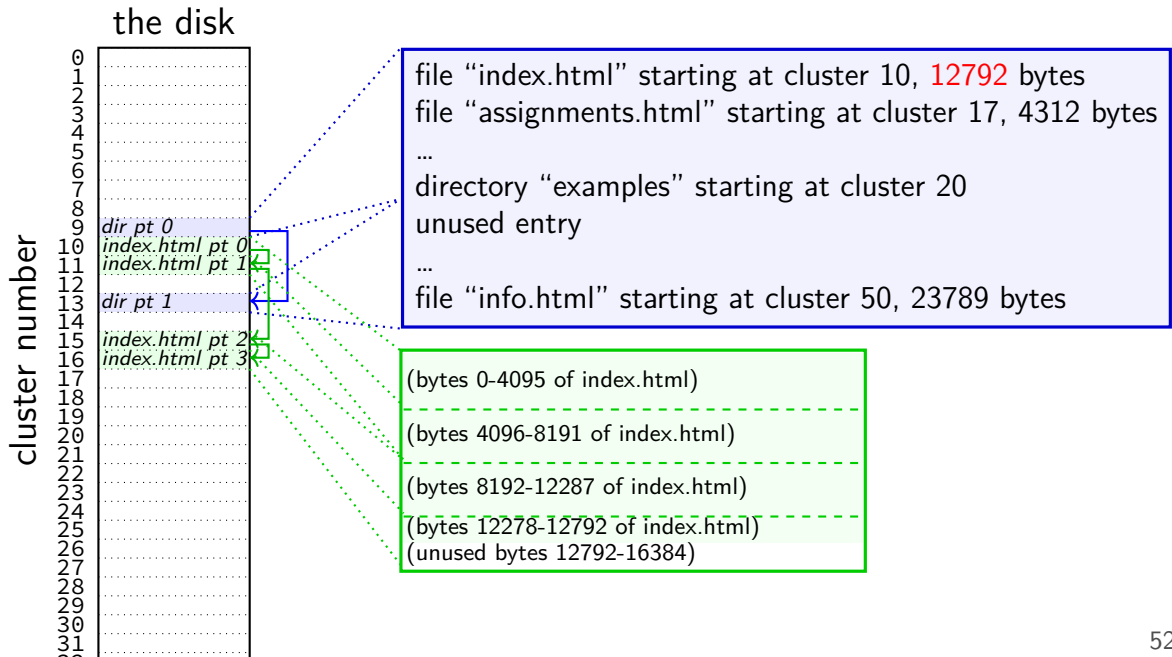 the disk
cluster number
0
1
2
3
4
5
6
7
8
9
10
11
12
13
14
15
16
17
18
19
20
21
22
23
24
25
26
27
28
29
30
31
dir pt 0
index.html pt 0
index.html pt 1
dir pt 1
index.html pt 2
index.html pt 3
file “index.html” starting at cluster 10, 12792 bytes
file “assignments.html” starting at cluster 17, 4312 bytes
…
directory “examples” starting at cluster 20
unused entry
…
file “info.html” starting at cluster 50, 23789 bytes
(bytes 0-4095 of index.html)
(bytes 4096-8191 of index.html)
(bytes 8192-12287 of index.html)
(bytes 12278-12792 of index.html)
(unused bytes 12792-16384)
52